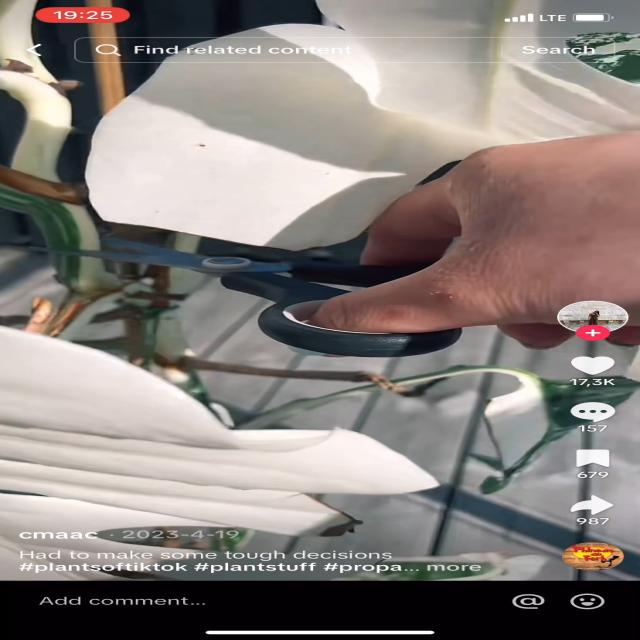 19:25
LTE
Find related content
Search
17,3K
157
679
987
cmaac · 2023-4-19
Had to make some tough decisions
#plantsoftiktok #plantstuff #propa... more
Add comment...